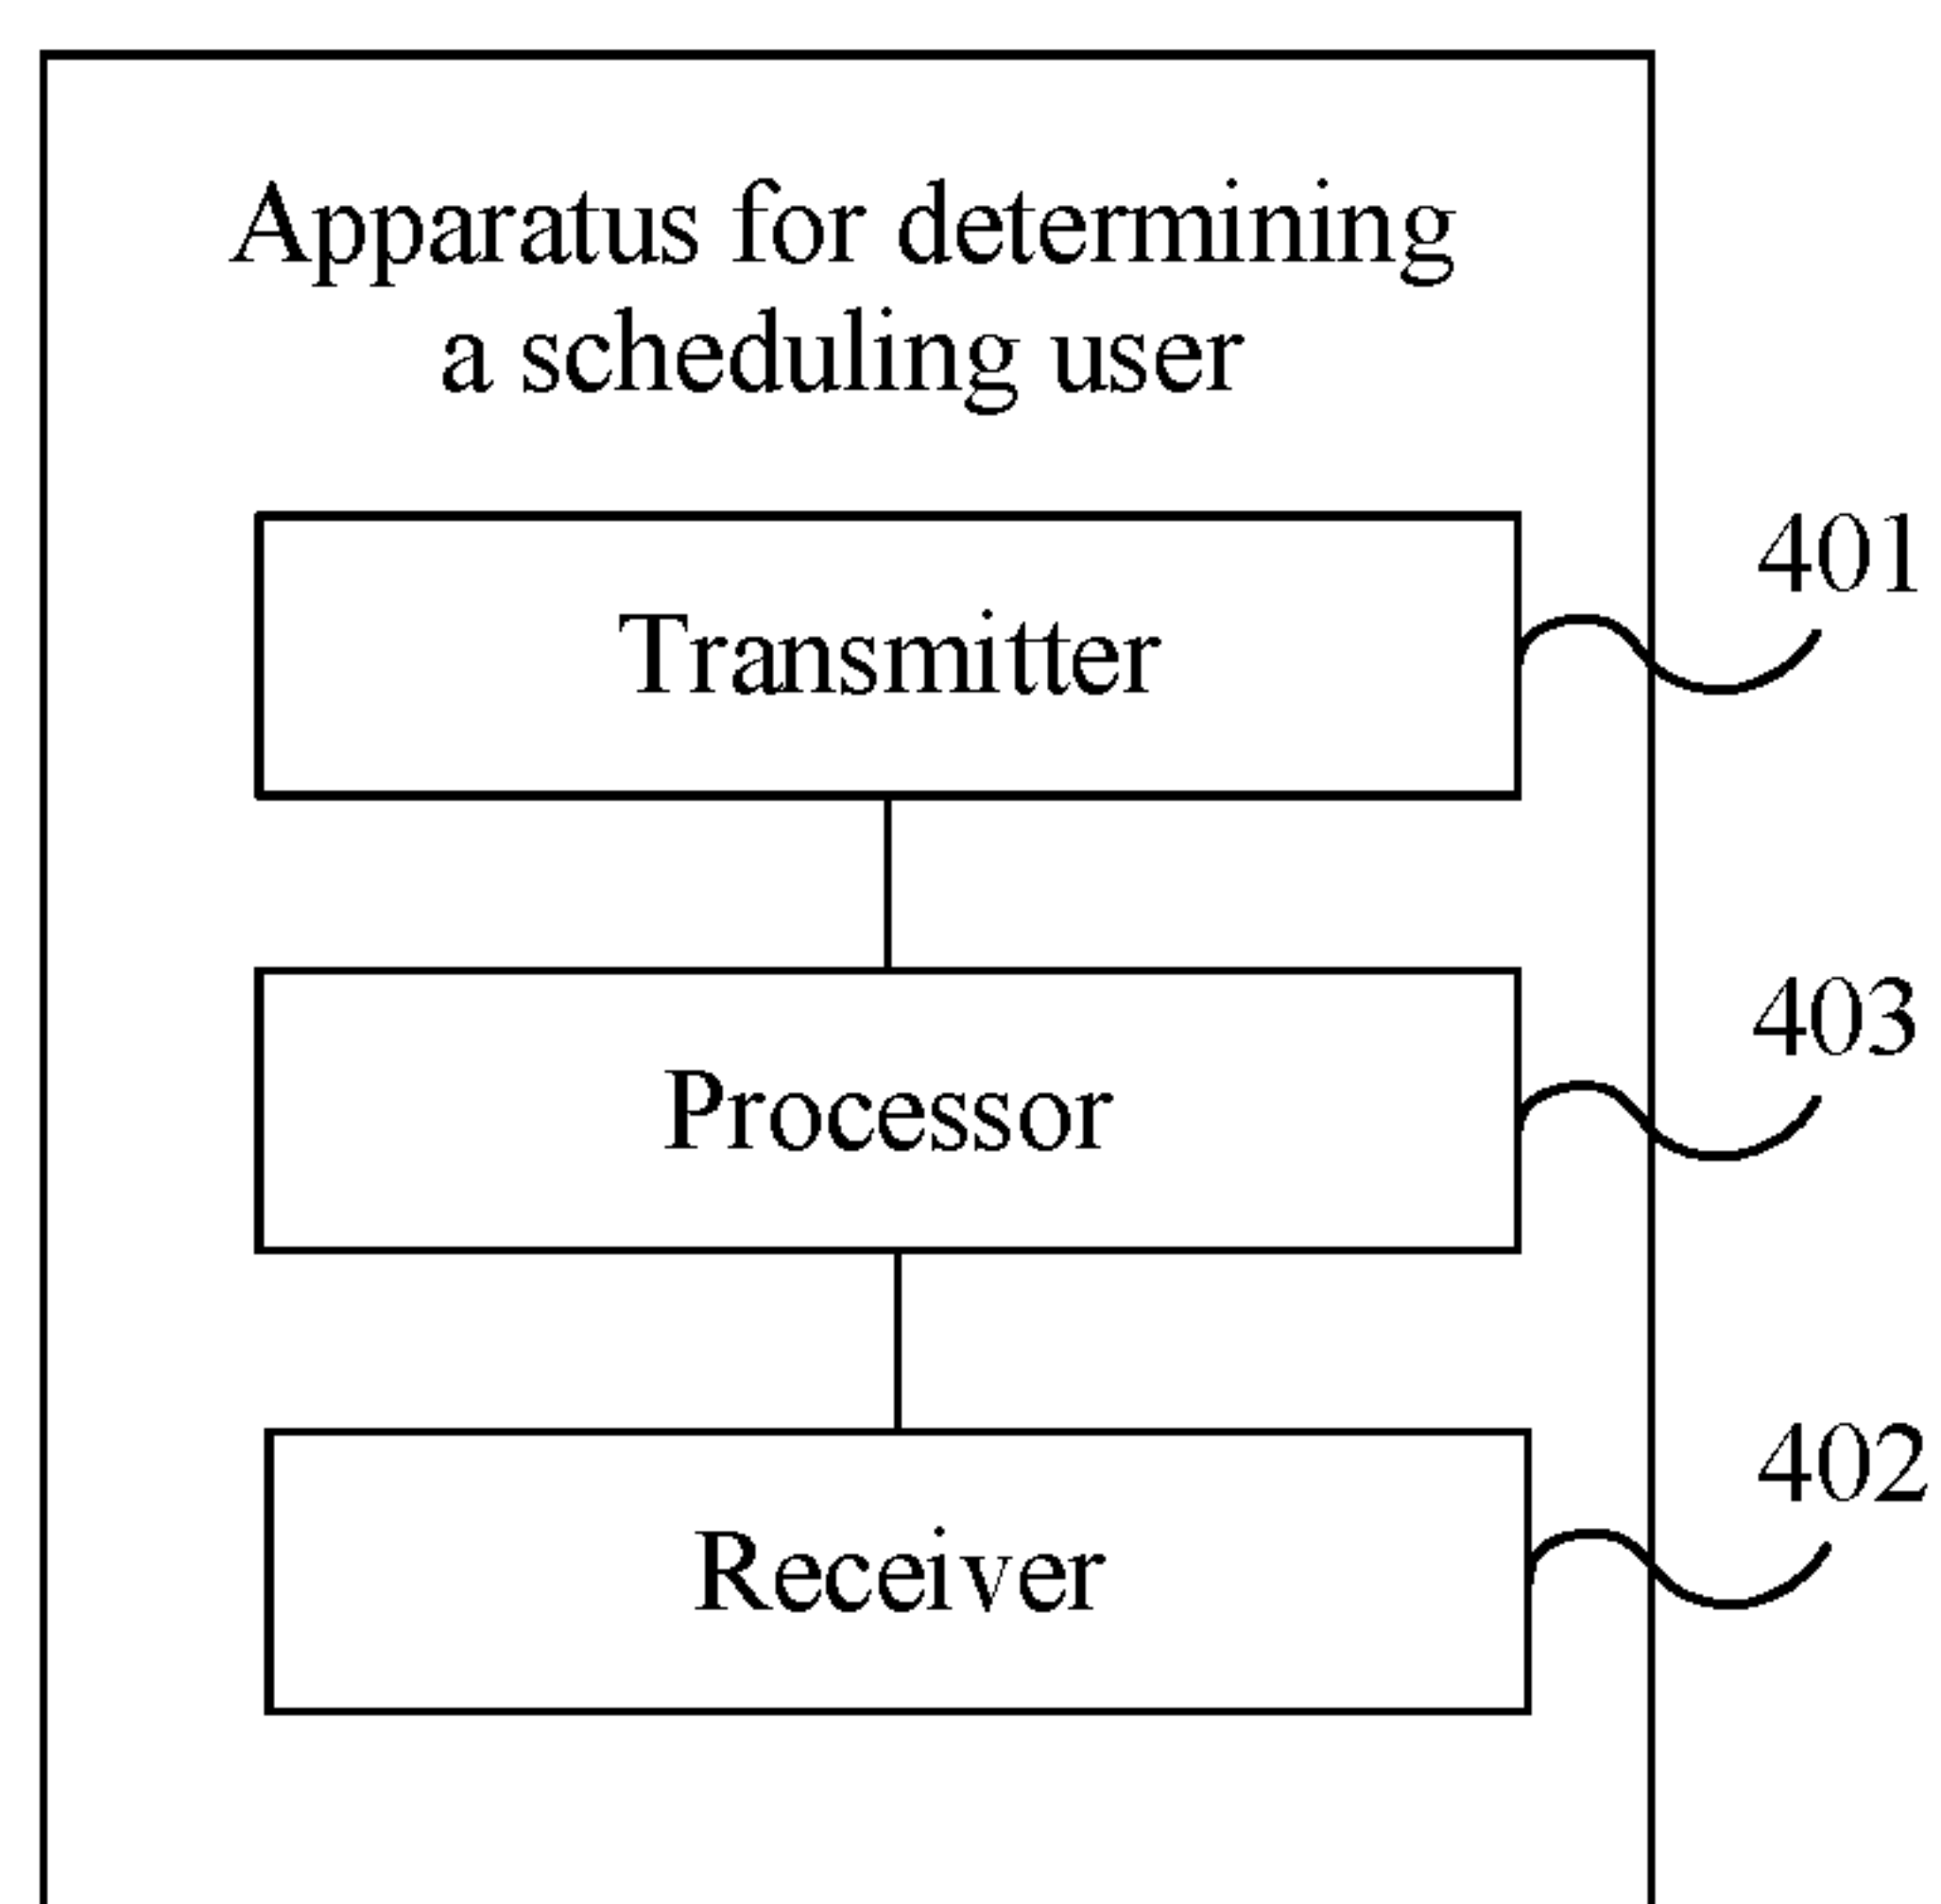 Apparatus for determining
a scheduling user
401
Transmitter
403
Processor
402
Receiver